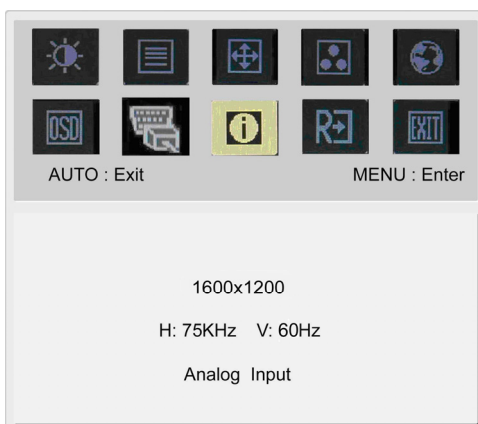 OSD
i
R
EXIT
AUTO : Exit MENU : Enter
1600x1200
H: 75KHz V: 60Hz
Analog Input